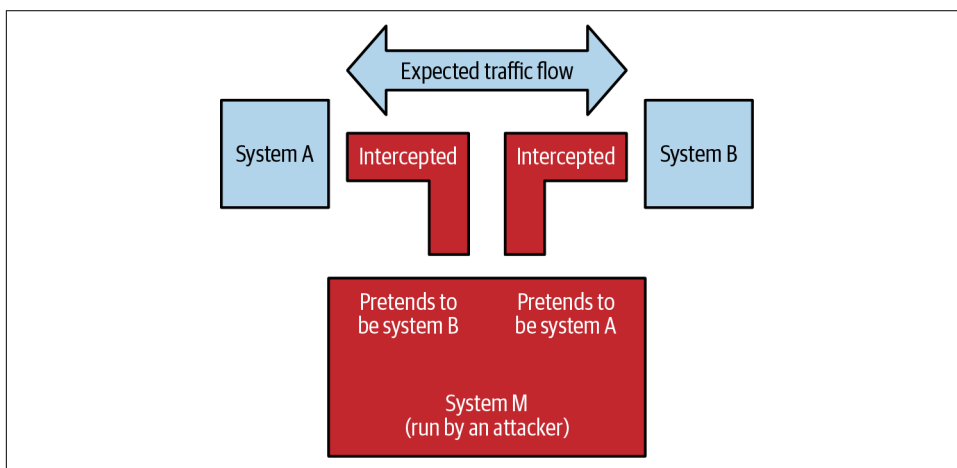 Expected traffic flow
System A
Intercepted
Intercepted
System B
Pretends to
be system B
Pretends to
be system A
System M
(run by an attacker)